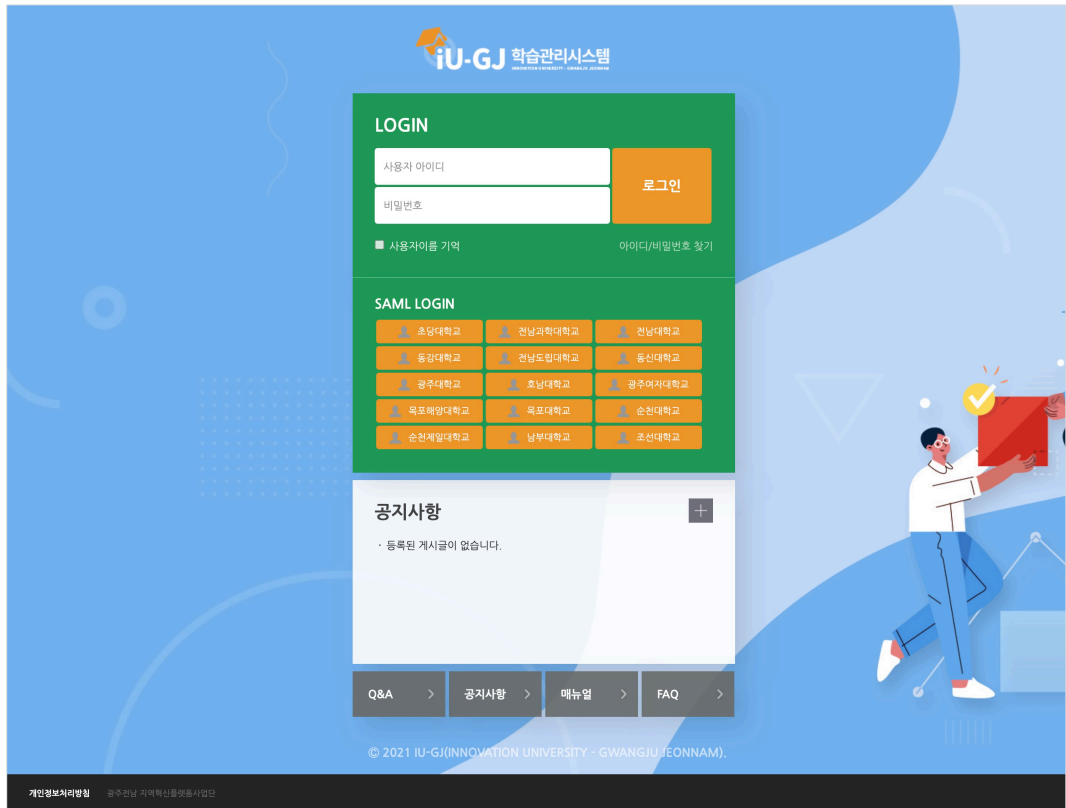 iU-GJ 학습관리시스템
INNOVATION UNIVERSITY - GWANGJU JEONNAM
LOGIN
사용자 아이디
비밀번호
로그인
사용자이름 기억
아이디/비밀번호 찾기
SAML LOGIN
초당대학교 전남과학대학교 전남대학교
동강대학교 전남도립대학교 동신대학교
광주대학교 호남대학교 광주여자대학교
목포해양대학교 목포대학교 순천대학교
순천제일대학교 남부대학교 조선대학교
공지사항
· 등록된 게시글이 없습니다.
Q&A 공지사항 매뉴얼 FAQ
© 2021 IU-GJ(INNOVATION UNIVERSITY - GWANGJU JEONNAM).
개인정보처리방침 광주전남 지역혁신플랫폼사업단